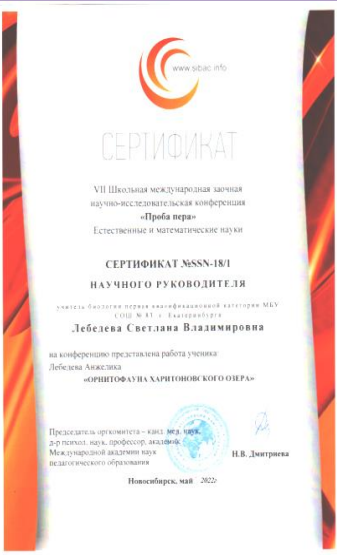 www.sibac.info
СЕРТИФИКАТ
VII Школьная международная заочная
научно-исследовательская конференция
«Проба пера»
Естественные и математические науки
СЕРТИФИКАТ №SSN-18/1
НАУЧНОГО РУКОВОДИТЕЛЯ
учитель биологии первая квалификационной категории МБУ
СОШ № г. Екатеринбурга
Лебедева Светлана Владимировна
на конференцию представлена работа ученика
Лебедева Анжелика
«ОРНИТОФАУНА ХАРИТОНОВСКОГО ОЗЕРА»
Председатель оргкомитета – канд. мед. наук,
д-р психол. наук, профессор, академик
Международной академии наук
педагогического образования
Н.В. Дмитриева
Новосибирск, май 2022г